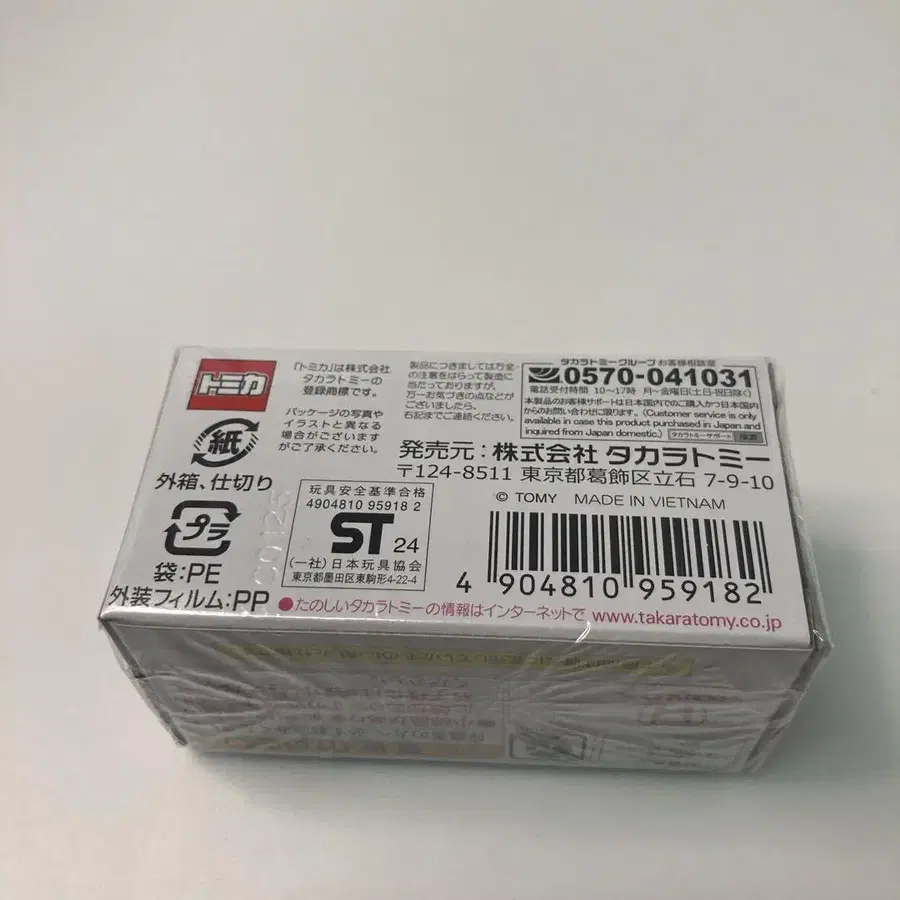 トミカ
「トミカ」は株式会社
タカラトミーの
登録商標です。
パッケージの写真や
イラストと異なる
場合がございます
がご了承ください。
製品につきましては万全
の注意をはらって製造に
当たっておりますが、
万一お気づきの点などが
ございましたら、
右記までご連絡ください。
タカラトミーグループ お客様相談室
0570-041031
電話受付時間 10～17時 月～金曜日(土・日・祝日除く)
本製品のお客様サポートは日本国内でのご購入かつ日本国内
からのお問い合わせに限ります。(Customer service is only
available in case this product purchased in Japan and
inquired from Japan domestic.)
タカラトミーサポート 検索
発売元：株式会社 タカラトミー
〒124-8511 東京都葛飾区立石 7-9-10
© TOMY MADE IN VIETNAM
紙
外箱、仕切り
プラ
袋：PE
外装フィルム：PP
玩具安全基準合格
4904810 95918 2
ST 24
(一社)日本玩具協会
東京都墨田区東駒形4-22-4
4 904810 959182
●たのしいタカラトミーの情報はインターネットで www.takaratomy.co.jp